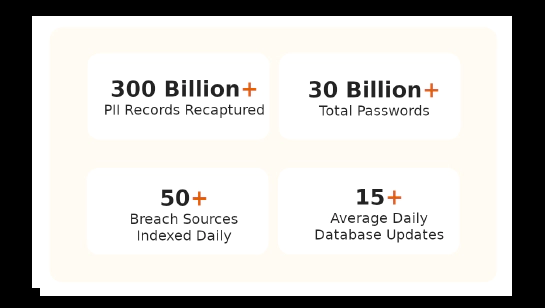 300 Billion+
PII Records Recaptured
30 Billion+
Total Passwords
50+
Breach Sources
Indexed Daily
15+
Average Daily
Database Updates